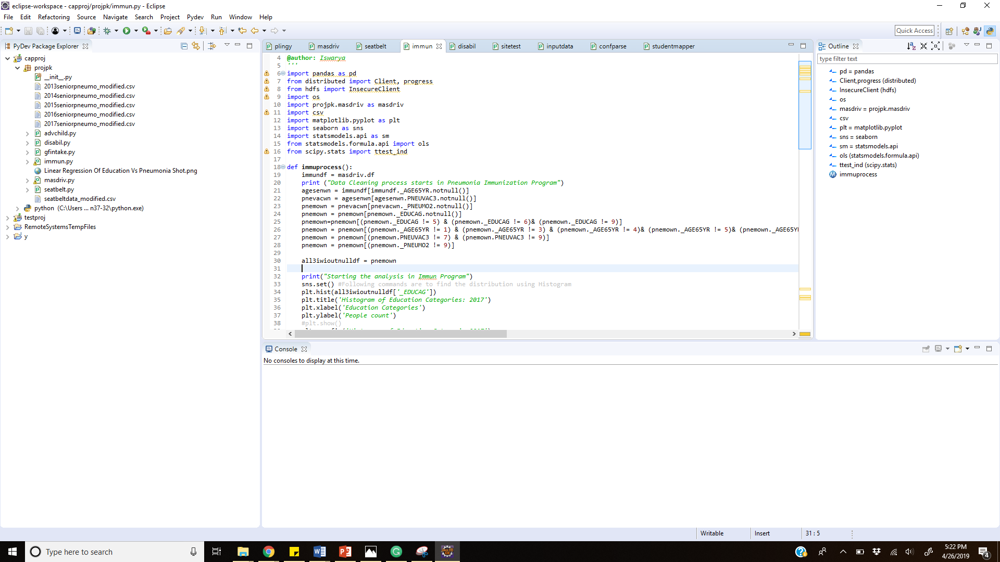 eclipse-workspace - capproj/projpk/immun.py - Eclipse
File Edit Refactoring Source Navigate Search Project Pydev Run Window Help
Quick Access
PyDev Package Explorer
capproj
projpk
__init__.py
2013seniorpneumo_modified.csv
2014seniorpneumo_modified.csv
2015seniorpneumo_modified.csv
2016seniorpneumo_modified.csv
2017seniorpneumo_modified.csv
advchild.py
disabil.py
gfintake.py
immun.py
Linear Regression Of Education Vs Pneumonia Shot.png
masdriv.py
seatbelt.py
seatbeltdata_modified.csv
python (C:\Users ... n37-32\python.exe)
testproj
RemoteSystemsTempFiles
y
plingy masdriv seatbelt immun disabil sitetest inputdata confparse studentmapper
4 @author: Iswarya
5 '''
6 import pandas as pd
7 from distributed import Client, progress
8 from hdfs import InsecureClient
9 import os
10 import projpk.masdriv as masdriv
11 import csv
12 import matplotlib.pyplot as plt
13 import seaborn as sns
14 import statsmodels.api as sm
15 from statsmodels.formula.api import ols
16 from scipy.stats import ttest_ind
17
18 def immuprocess():
19 immundf = masdriv.df
20 print ("Data Cleaning process starts in Pneumonia Immunization Program")
21 agesenwn = immundf[immundf._AGE65YR.notnull()]
22 pnevacwn = agesenwn[agesenwn.PNEUVAC3.notnull()]
23 pnemown = pnevacwn[pnevacwn._PNEUMO2.notnull()]
24 pnemown = pnemown[pnemown._EDUCAG.notnull()]
25 pnemown=pnemown[(pnemown._EDUCAG != 5) & (pnemown._EDUCAG != 6)& (pnemown._EDUCAG != 9)]
26 pnemown = pnemown[(pnemown._AGE65YR != 1) & (pnemown._AGE65YR != 3) & (pnemown._AGE65YR != 4)& (pnemown._AGE65YR != 5)& (pnemown._AGE65Y
27 pnemown = pnemown[(pnemown.PNEUVAC3 != 7) & (pnemown.PNEUVAC3 != 9)]
28 pnemown = pnemown[(pnemown._PNEUMO2 != 9)]
29
30 all3iwioutnulldf = pnemown
31
32 print("Starting the analysis in Immun Program")
33 sns.set() #Following commands are to find the distribution using Histogram
34 plt.hist(all3iwioutnulldf['_EDUCAG'])
35 plt.title('Histogram of Education Categories: 2017')
36 plt.xlabel('Education Categories')
37 plt.ylabel('People count')
38 #plt.show()
Outline
type filter text
pd = pandas
Client,progress (distributed)
InsecureClient (hdfs)
os
masdriv = projpk.masdriv
csv
plt = matplotlib.pyplot
sns = seaborn
sm = statsmodels.api
ols (statsmodels.formula.api)
ttest_ind (scipy.stats)
immuprocess
Console
No consoles to display at this time.
Writable Insert 31 : 5
Type here to search
5:22 PM
4/26/2019
4